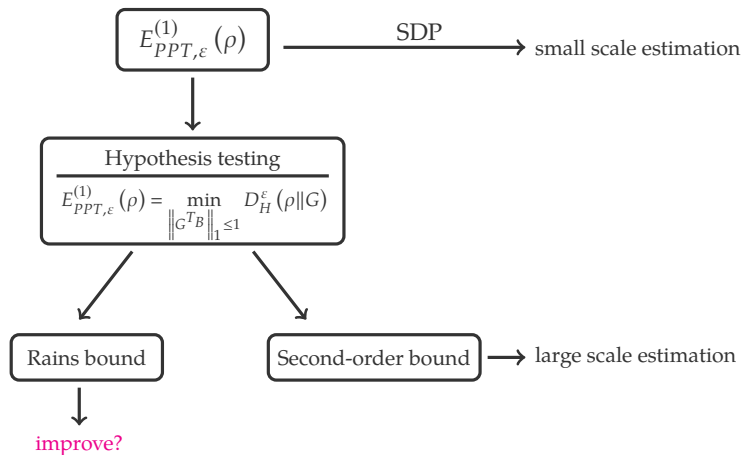 E^{(1)}_{PPT,ε} (ρ)
SDP
small scale estimation
Hypothesis testing
E^{(1)}_{PPT,ε} (ρ) = min_{‖G^{T_B}‖_1 ≤1} D^ε_H (ρ‖G)
Rains bound
Second-order bound
large scale estimation
improve?